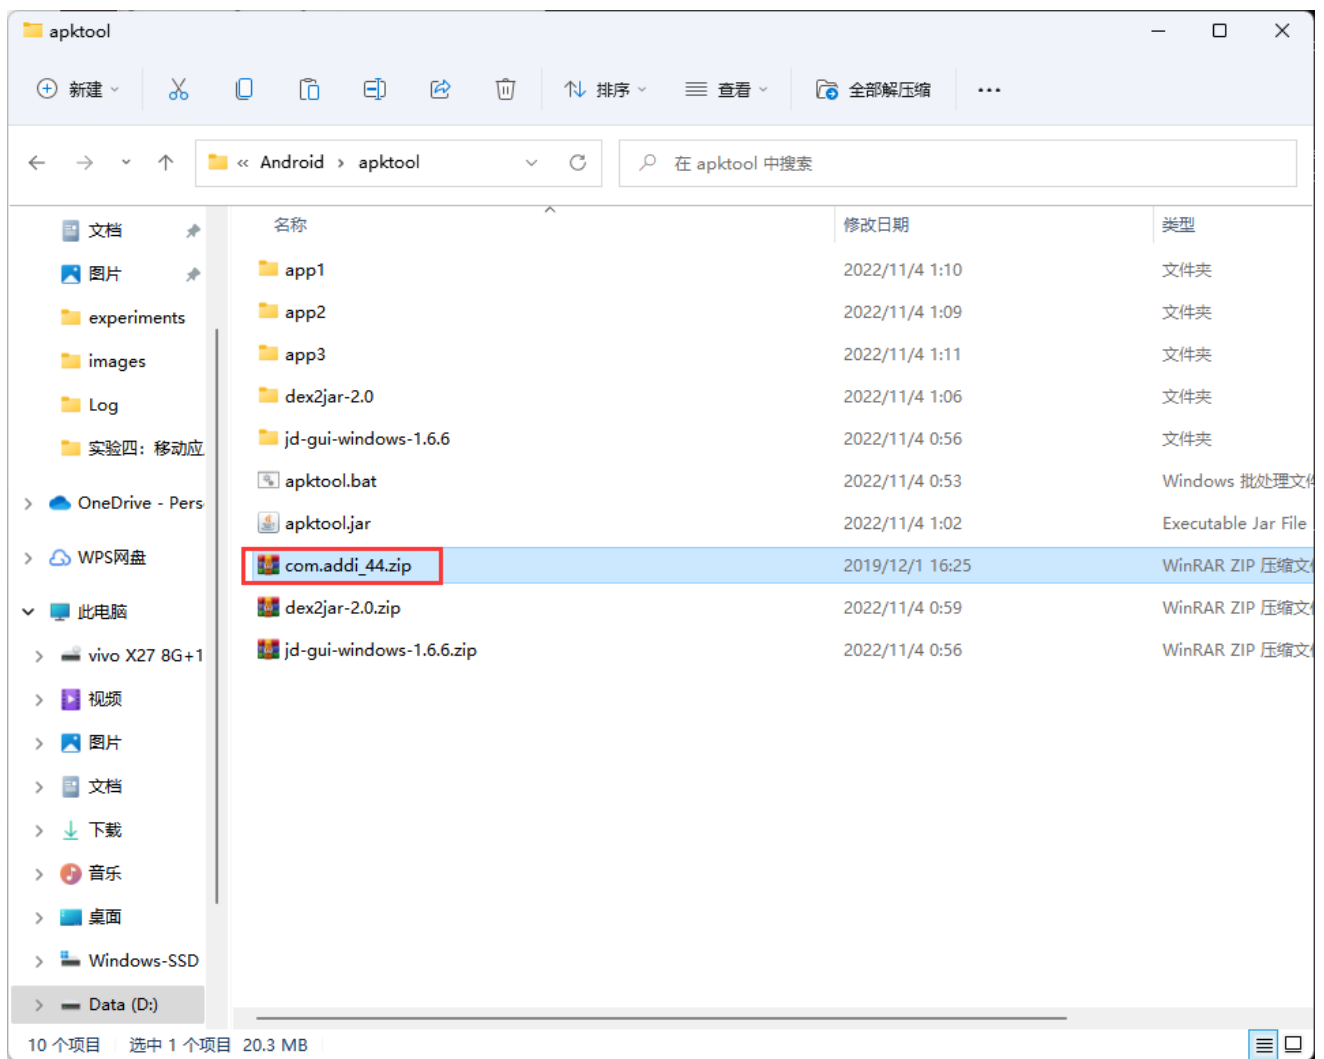 apktool
新建 排序 查看 全部解压缩
« Android › apktool 在 apktool 中搜索
名称 修改日期 类型
文档
图片
experiments
images
Log
实验四：移动应
OneDrive - Pers
WPS网盘
此电脑
vivo X27 8G+1
视频
图片
文档
下载
音乐
桌面
Windows-SSD
Data (D:)
app1 2022/11/4 1:10 文件夹
app2 2022/11/4 1:09 文件夹
app3 2022/11/4 1:11 文件夹
dex2jar-2.0 2022/11/4 1:06 文件夹
jd-gui-windows-1.6.6 2022/11/4 0:56 文件夹
apktool.bat 2022/11/4 0:53 Windows 批处理文件
apktool.jar 2022/11/4 1:02 Executable Jar File
com.addi_44.zip 2019/12/1 16:25 WinRAR ZIP 压缩文
dex2jar-2.0.zip 2022/11/4 0:59 WinRAR ZIP 压缩文
jd-gui-windows-1.6.6.zip 2022/11/4 0:56 WinRAR ZIP 压缩文
10 个项目 选中 1 个项目 20.3 MB